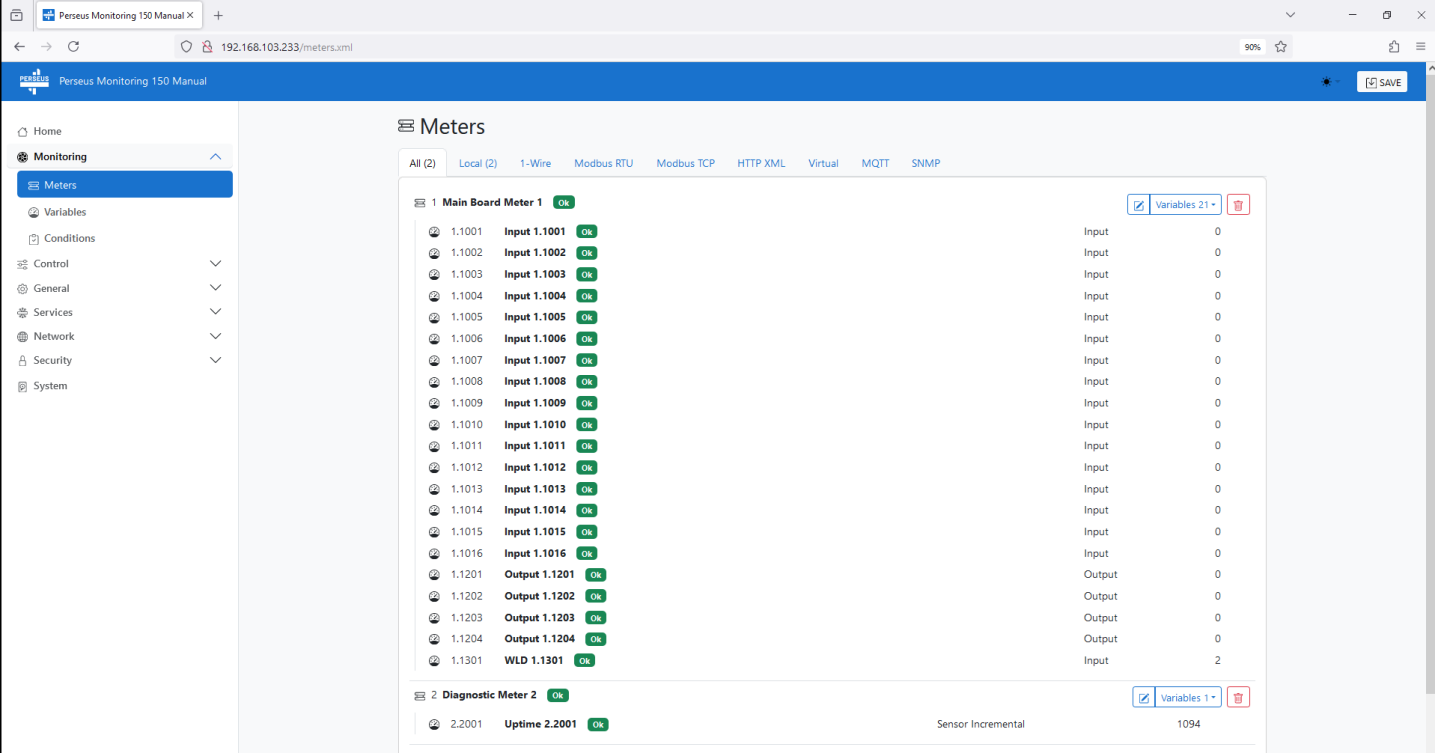 Perseus Monitoring 150 Manual
192.168.103.233/meters.xml 90%
PERSEUS Perseus Monitoring 150 Manual SAVE
Home
Monitoring
Meters
Variables
Conditions
Control
General
Services
Network
Security
System
Meters
All (2) Local (2) 1-Wire Modbus RTU Modbus TCP HTTP XML Virtual MQTT SNMP
1 Main Board Meter 1 Ok Variables 21
1.1001 Input 1.1001 Ok Input 0
1.1002 Input 1.1002 Ok Input 0
1.1003 Input 1.1003 Ok Input 0
1.1004 Input 1.1004 Ok Input 0
1.1005 Input 1.1005 Ok Input 0
1.1006 Input 1.1006 Ok Input 0
1.1007 Input 1.1007 Ok Input 0
1.1008 Input 1.1008 Ok Input 0
1.1009 Input 1.1009 Ok Input 0
1.1010 Input 1.1010 Ok Input 0
1.1011 Input 1.1011 Ok Input 0
1.1012 Input 1.1012 Ok Input 0
1.1013 Input 1.1013 Ok Input 0
1.1014 Input 1.1014 Ok Input 0
1.1015 Input 1.1015 Ok Input 0
1.1016 Input 1.1016 Ok Input 0
1.1201 Output 1.1201 Ok Output 0
1.1202 Output 1.1202 Ok Output 0
1.1203 Output 1.1203 Ok Output 0
1.1204 Output 1.1204 Ok Output 0
1.1301 WLD 1.1301 Ok Input 2
2 Diagnostic Meter 2 Ok Variables 1
2.2001 Uptime 2.2001 Ok Sensor Incremental 1094